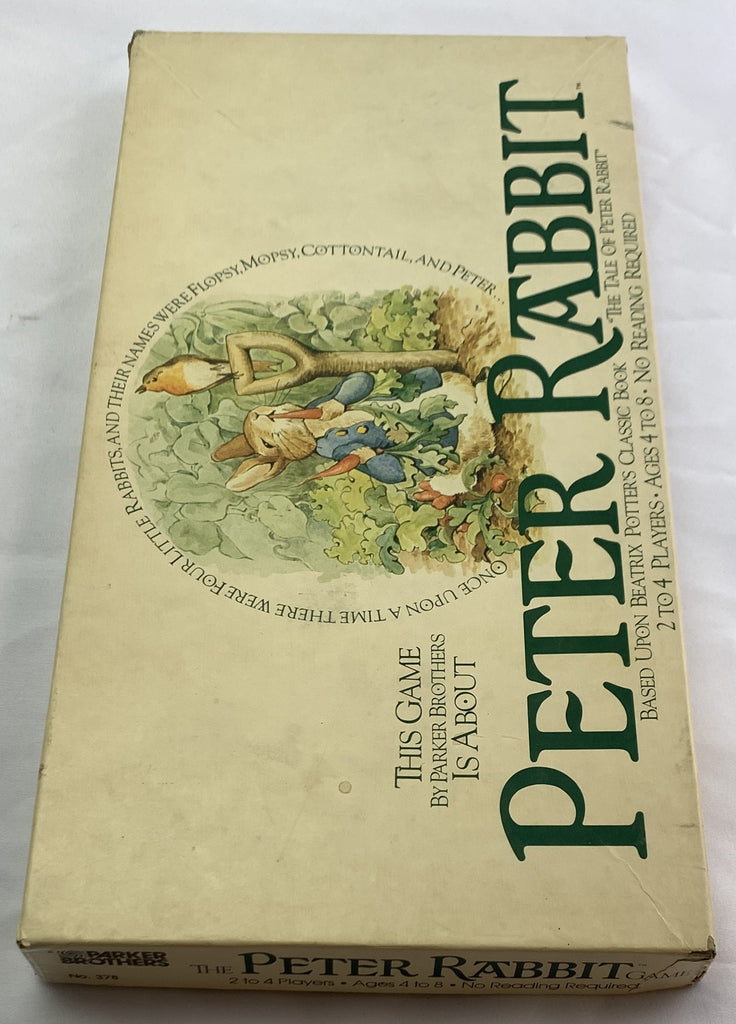 ONCE UPON A TIME THERE WERE FOUR LITTLE RABBITS, AND THEIR NAMES WERE FLOPSY, MOPSY, COTTONTAIL, AND PETER...
THIS GAME
BY PARKER BROTHERS
IS ABOUT
PETER RABBIT™
BASED UPON BEATRIX POTTER'S CLASSIC BOOK "THE TALE OF PETER RABBIT"
2 TO 4 PLAYERS • AGES 4 TO 8 • NO READING REQUIRED
PARKER
BROTHERS
No. 375
THE PETER RABBIT™ GAME
2 to 4 Players • Ages 4 to 8 • No Reading Required